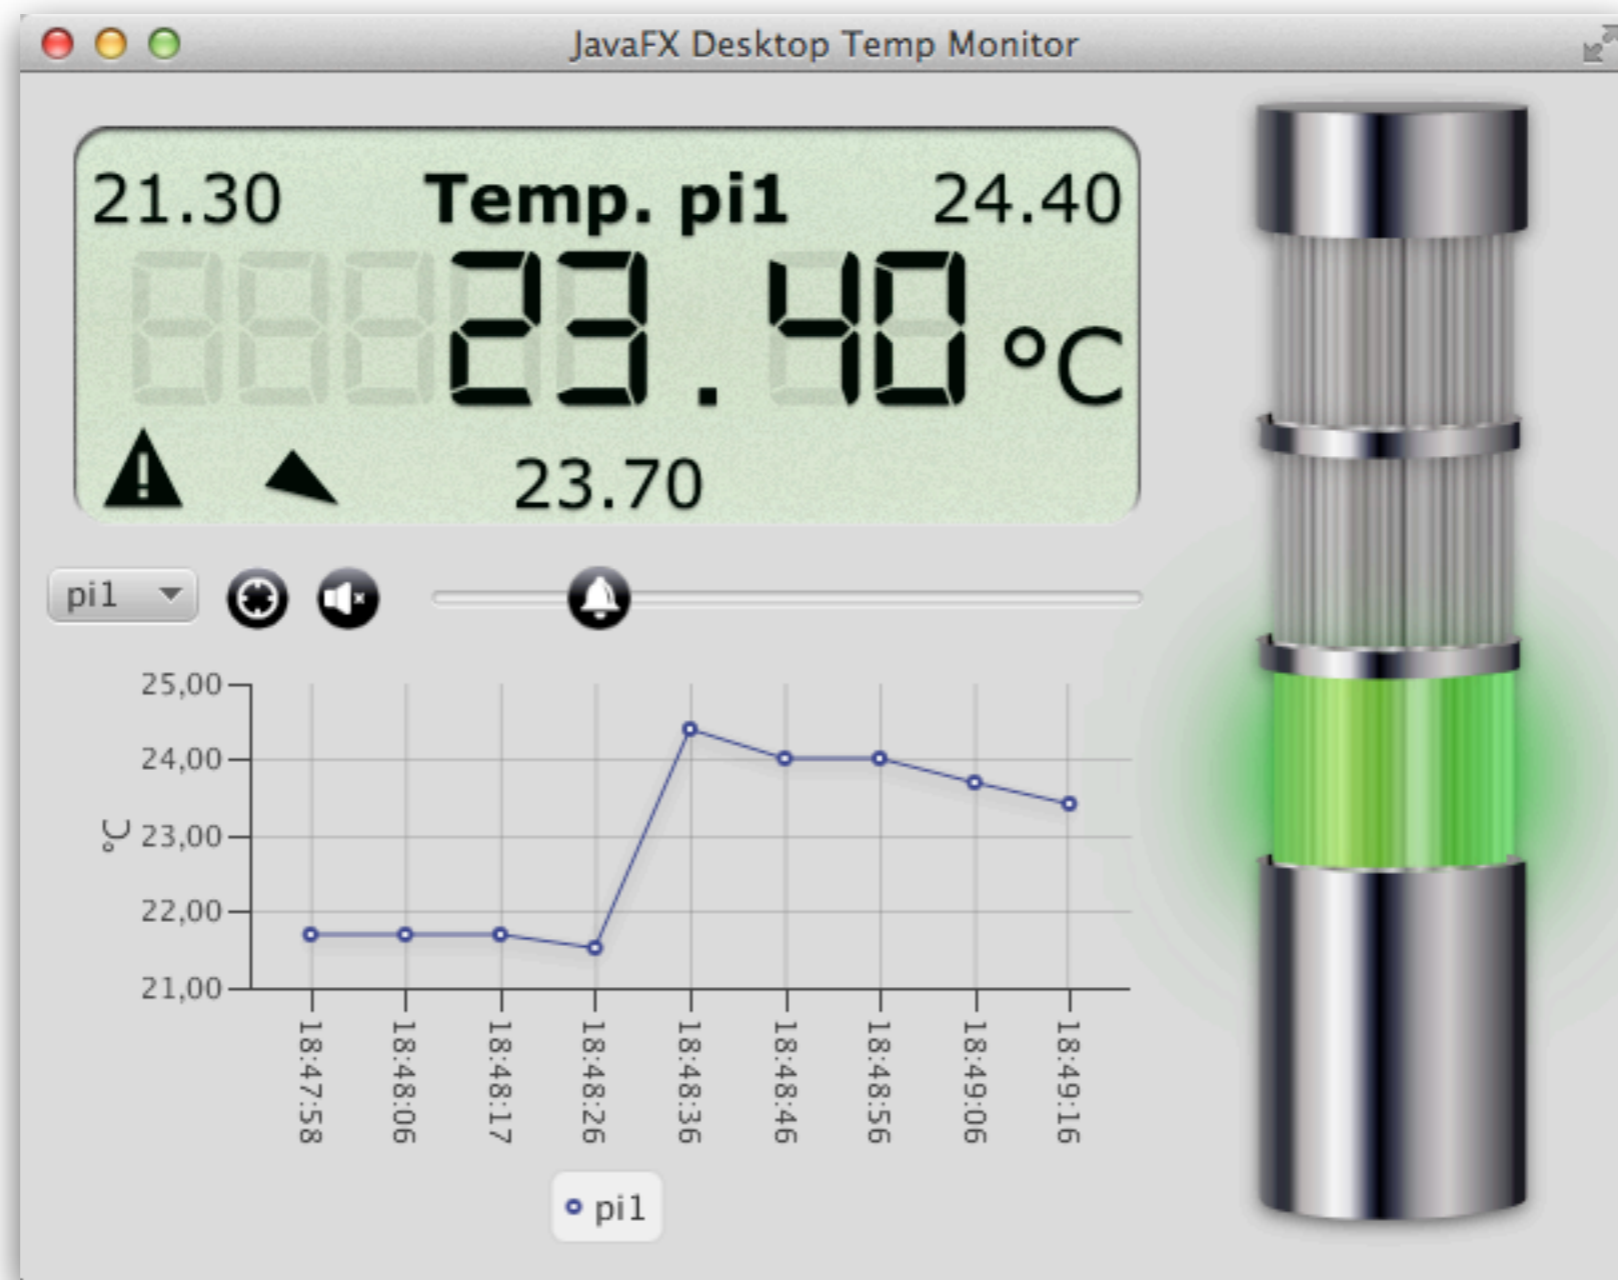 JavaFX Desktop Temp Monitor
21.30 Temp. pi1 24.40
23.40 °C
23.70
pi1
25,00
24,00
°C
23,00
22,00
21,00
18:47:58
18:48:06
18:48:17
18:48:26
18:48:36
18:48:46
18:48:56
18:49:06
18:49:16
pi1